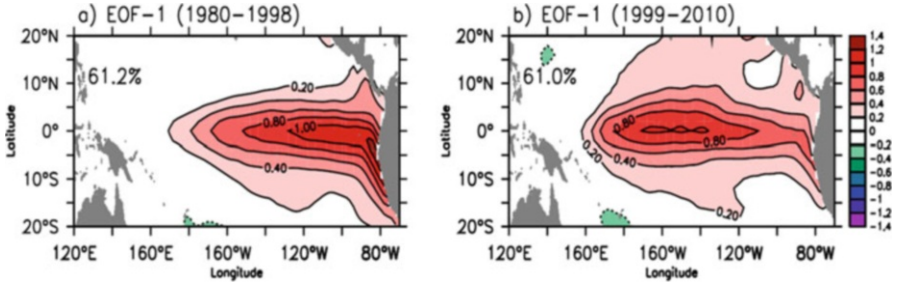 a) EOF-1 (1980-1998)
20°N
10°N
0°
10°S
20°S
Latitude
61.2%
0.20
0.80
1.00
0.40
120°E 160°E 160°W 120°W 80°W
Longitude
b) EOF-1 (1999-2010)
20°N
10°N
0°
10°S
20°S
Latitude
61.0%
0.80
0.80
0.20
0.40
0.20
120°E 160°E 160°W 120°W 80°W
Longitude
1.4
1.2
1
0.8
0.6
0.4
0.2
0
-0.2
-0.4
-0.6
-0.8
-1
-1.2
-1.4